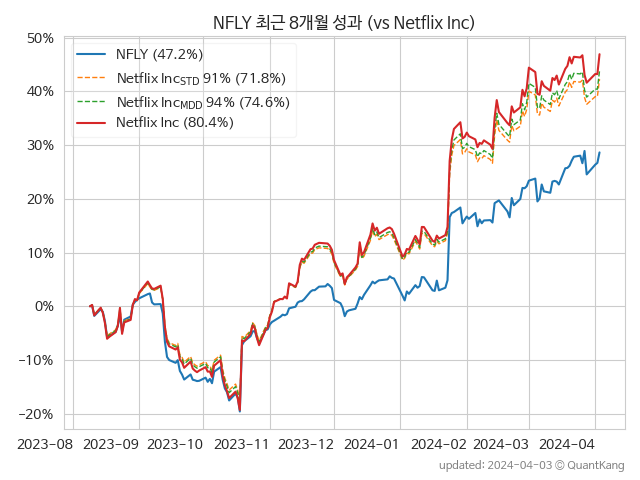 NFLY 최근 8개월 성과 (vs Netflix Inc)
50%
40%
30%
20%
10%
0%
−10%
−20%
NFLY (47.2%)
Netflix IncSTD 91% (71.8%)
Netflix IncMDD 94% (74.6%)
Netflix Inc (80.4%)
2023-08 2023-09 2023-10 2023-11 2023-12 2024-01 2024-02 2024-03 2024-04
updated: 2024-04-03 © QuantKang